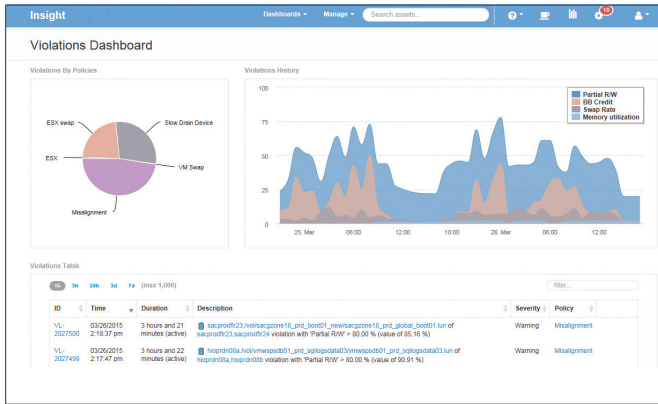 Insight
Dashboards Manage Search assets... 18
Violations Dashboard
Violations By Policies
Violations History
ESX swap
Slow Drain Device
ESX
VM Swap
Misalignment
100
75
50
25
0
Partial R/W
BB Credit
Swap Rate
Memory utilization
25. Mar 06:00 12:00 18:00 26. Mar 06:00 12:00
Violations Table
1h 3h 24h 3d 7d (max 1,000) filter...
ID Time Duration Description Severity Policy
VL-2027500 03/26/2015 2:18:37 pm 3 hours and 21 minutes (active) sacprodflr23:/vol/sacgzone18_prd_boot01_new/sacgzone18_prd_global_boot01.lun of Warning Misalignment
sacprodflr23,sacprodflr24 violation with 'Partial R/W' > 80.00 % (value of 85.16 %)
VL-2027499 03/26/2015 2:17:47 pm 3 hours and 22 minutes (active) hioprdn08a:/vol/vmwspsdb01_prd_sqllogsdata03/vmwspsdb01_prd_sqllogsdata03.lun of Warning Misalignment
hioprdn08a,hioprdn08b violation with 'Partial R/W' > 80.00 % (value of 90.91 %)